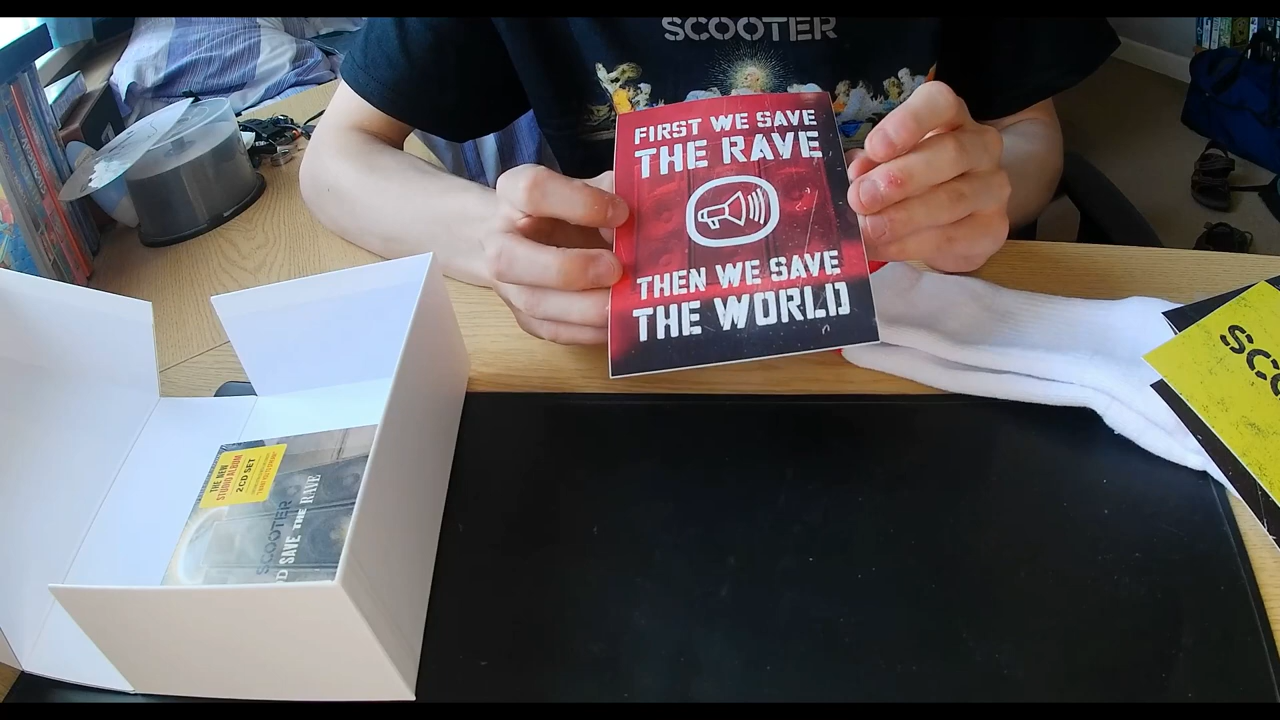 SCOOTER
FIRST WE SAVE
THE RAVE
THEN WE SAVE
THE WORLD
THE NEW
STUDIO ALBUM
2CD SET
SCOOTER
SAVE THE RAVE